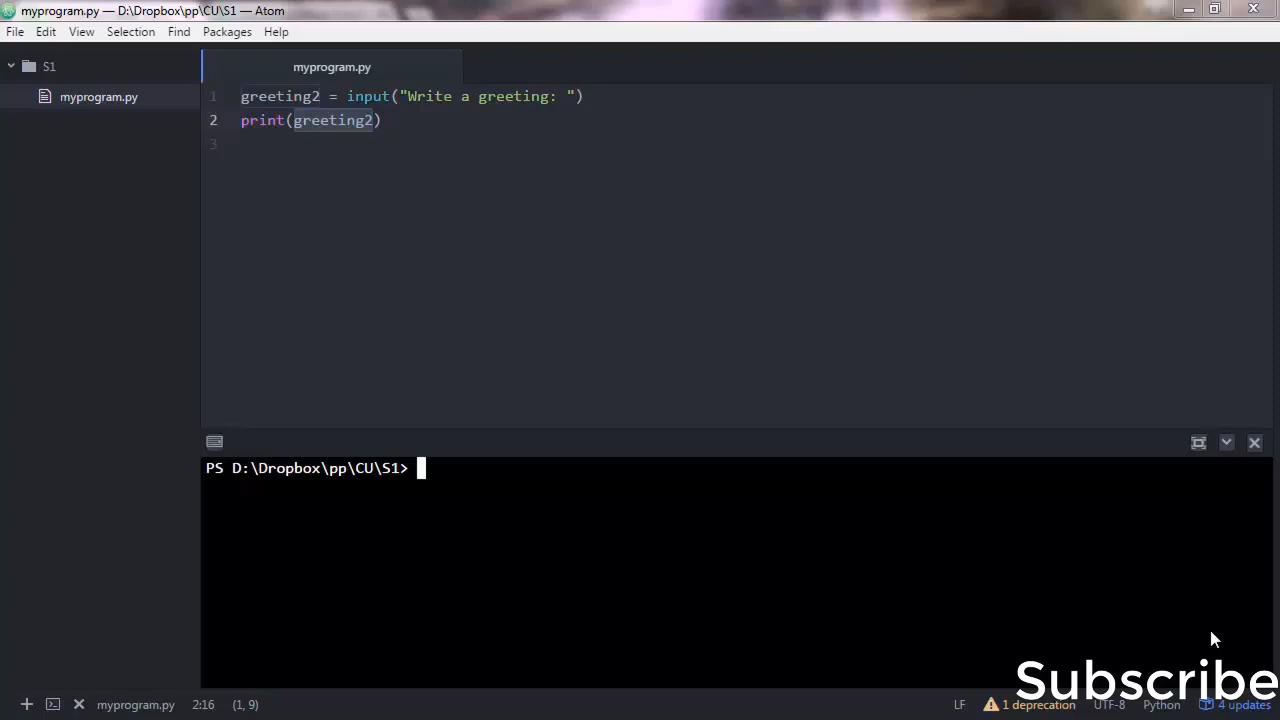 myprogram.py — D:\Dropbox\pp\CU\S1 — Atom
File Edit View Selection Find Packages Help
S1
myprogram.py
myprogram.py
1 greeting2 = input("Write a greeting: ")
2 print(greeting2)
3
PS D:\Dropbox\pp\CU\S1>
Subscribe
myprogram.py 2:16 (1, 9) LF 1 deprecation UTF-8 Python 4 updates